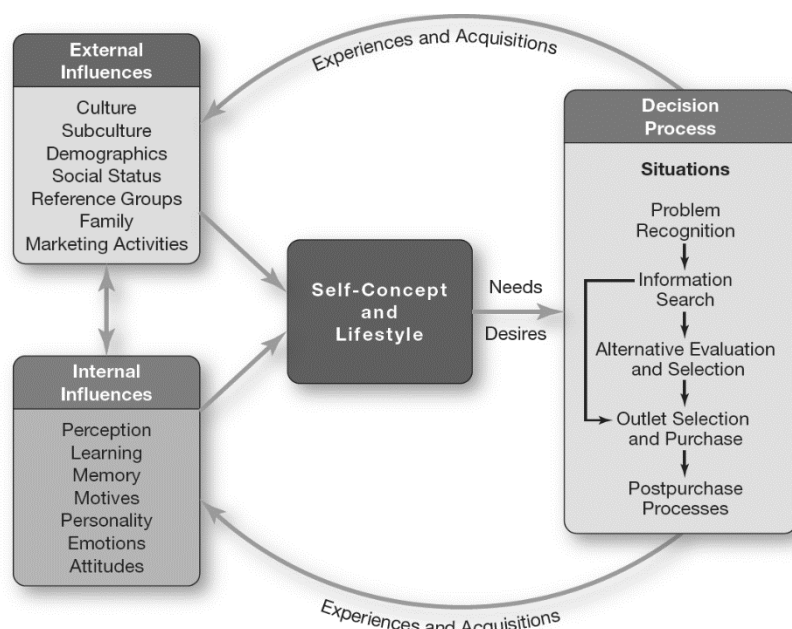 External
Influences
Culture
Subculture
Demographics
Social Status
Reference Groups
Family
Marketing Activities
Internal
Influences
Perception
Learning
Memory
Motives
Personality
Emotions
Attitudes
Experiences and Acquisitions
Self-Concept
and
Lifestyle
Needs
Desires
Experiences and Acquisitions
Decision
Process
Situations
Problem
Recognition
Information
Search
Alternative Evaluation
and Selection
Outlet Selection
and Purchase
Postpurchase
Processes